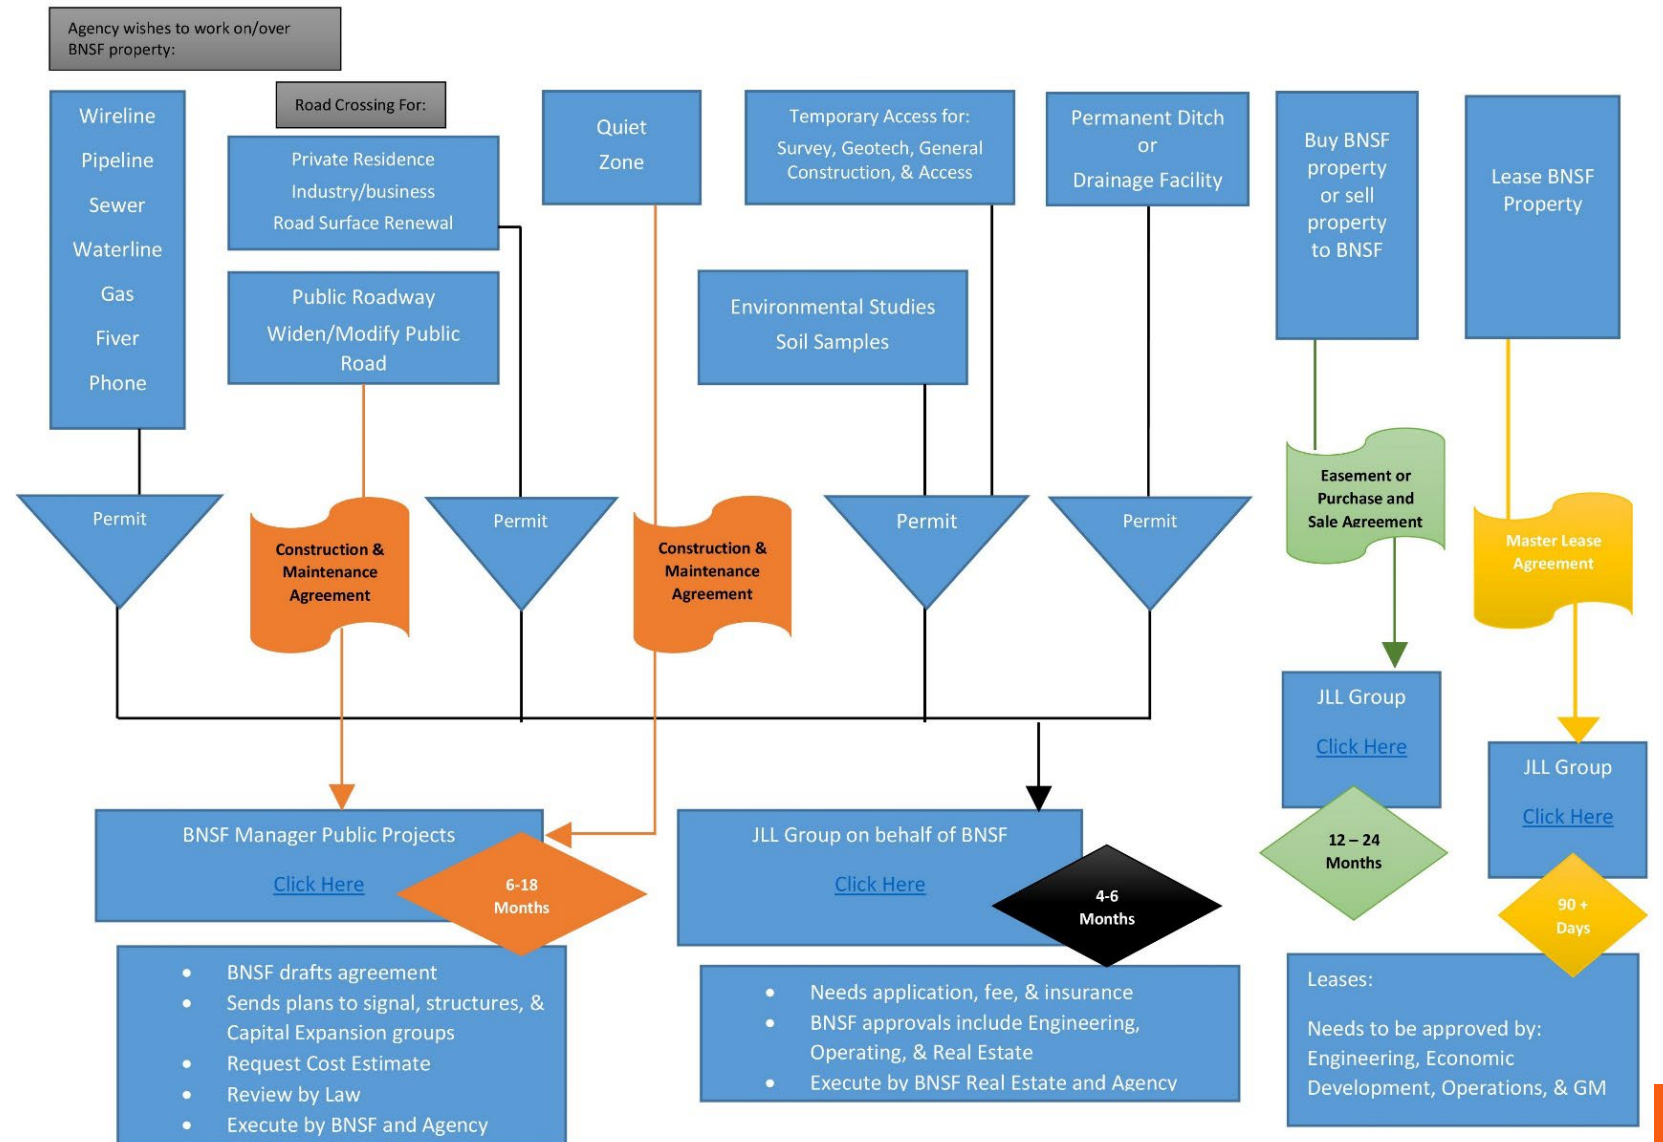 Agency wishes to work on/over
BNSF property:
Wireline
Pipeline
Sewer
Waterline
Gas
Fiver
Phone
Road Crossing For:
Private Residence
Industry/business
Road Surface Renewal
Public Roadway
Widen/Modify Public
Road
Quiet
Zone
Temporary Access for:
Survey, Geotech, General
Construction, & Access
Environmental Studies
Soil Samples
Permanent Ditch
or
Drainage Facility
Buy BNSF
property
or sell
property
to BNSF
Lease BNSF
Property
Permit
Construction &
Maintenance
Agreement
Permit
Construction &
Maintenance
Agreement
Permit
Permit
Easement or
Purchase and
Sale Agreement
Master Lease
Agreement
BNSF Manager Public Projects
Click Here
6-18
Months
JLL Group on behalf of BNSF
Click Here
4-6
Months
JLL Group
Click Here
12 – 24
Months
JLL Group
Click Here
90 +
Days
• BNSF drafts agreement
• Sends plans to signal, structures, &
Capital Expansion groups
• Request Cost Estimate
• Review by Law
• Execute by BNSF and Agency
• Needs application, fee, & insurance
• BNSF approvals include Engineering,
Operating, & Real Estate
• Execute by BNSF Real Estate and Agency
Leases:
Needs to be approved by:
Engineering, Economic
Development, Operations, & GM